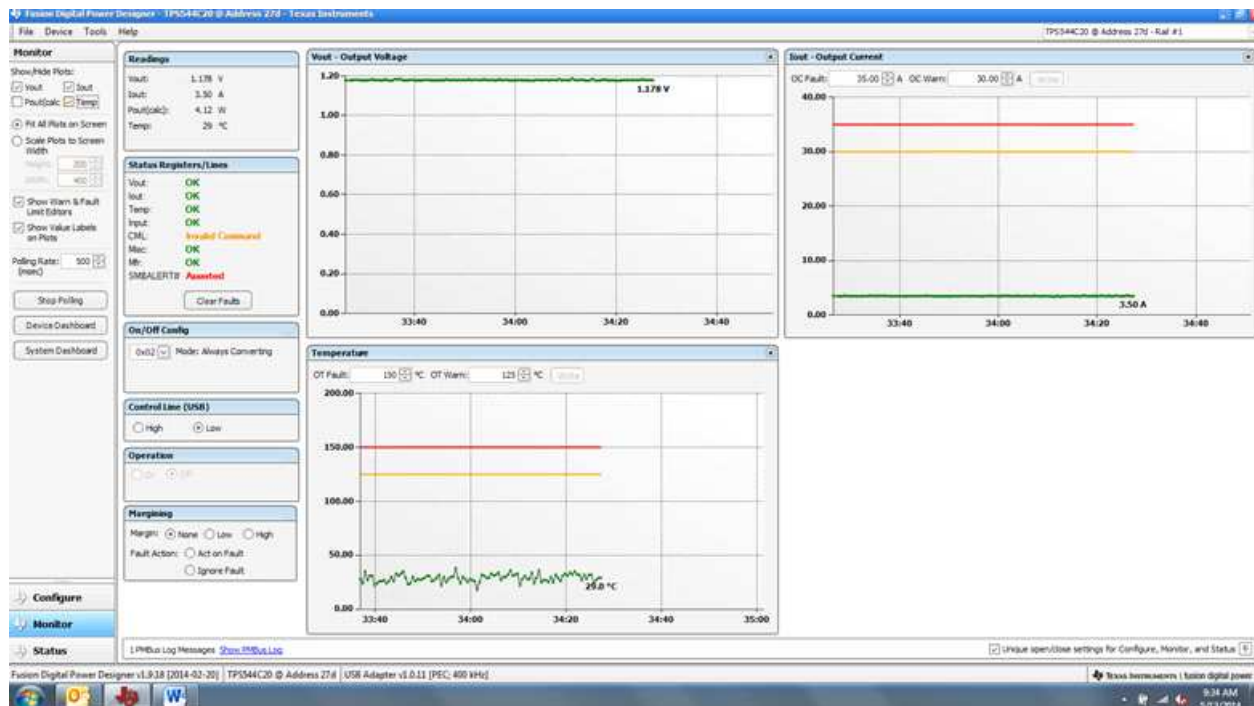 Fusion Digital Power Designer - TPS544C20 @ Address 27d - Texas Instruments
File Device Tools Help
TPS544C20 @ Address 27d - Rail #1
Monitor
Show/Hide Plots:
Vout Iout
Pout(calc Temp
Fit All Plots on Screen
Scale Plots to Screen
Width
Height: 200
Width: 400
Show Warn & Fault
Limit Editors
Show Value Labels
on Plots
Polling Rate: 500
(msec)
Stop Polling
Device Dashboard
System Dashboard
Configure
Monitor
Status
Readings
Vout: 1.178 V
Iout: 3.50 A
Pout(calc): 4.12 W
Temp: 29 °C
Status Registers/Lines
Vout: OK
Iout: OK
Temp: OK
Input: OK
CML: Invalid Command
Misc: OK
Mfr: OK
SMBALERT# Asserted
Clear Faults
On/Off Config
0x02 Mode: Always Converting
Control Line (USB)
High Low
Operation
On Off
Margining
Margin: None Low High
Fault Action: Act on Fault
Ignore Fault
Vout - Output Voltage
1.20
1.00
0.80
0.60
0.40
0.20
0.00
1.178 V
33:40 34:00 34:20 34:40
Iout - Output Current
OC Fault: 35.00 A OC Warn: 30.00 A Write
40.00
30.00
20.00
10.00
0.00
3.50 A
33:40 34:00 34:20 34:40
Temperature
OT Fault: 150 °C OT Warn: 125 °C Write
200.00
150.00
100.00
50.00
0.00
29.0 °C
33:40 34:00 34:20 34:40 35:00
1 PMBus Log Messages Show PMBus Log
Unique open/close settings for Configure, Monitor, and Status
Fusion Digital Power Designer v1.9.18 [2014-02-20] TPS544C20 @ Address 27d USB Adapter v1.0.11 [PEC; 400 kHz]
Texas Instruments | fusion digital power
9:34 AM